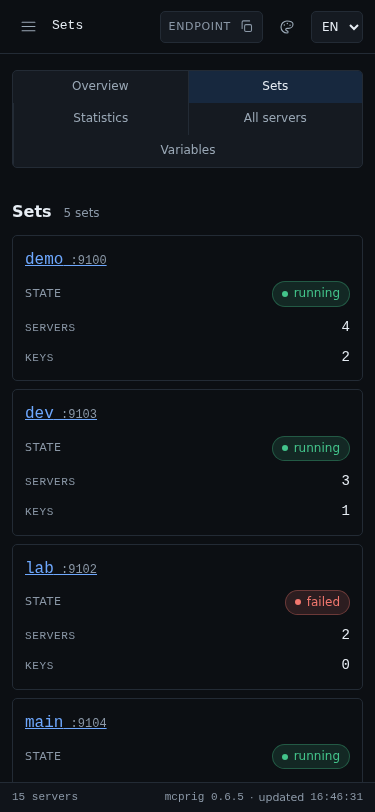 Sets
ENDPOINT
EN
Overview
Sets
Statistics
All servers
Variables
Sets 5 sets
demo :9100
STATE running
SERVERS 4
KEYS 2
dev :9103
STATE running
SERVERS 3
KEYS 1
lab :9102
STATE failed
SERVERS 2
KEYS 0
main :9104
STATE running
15 servers mcprig 0.6.5 · updated 16:46:31